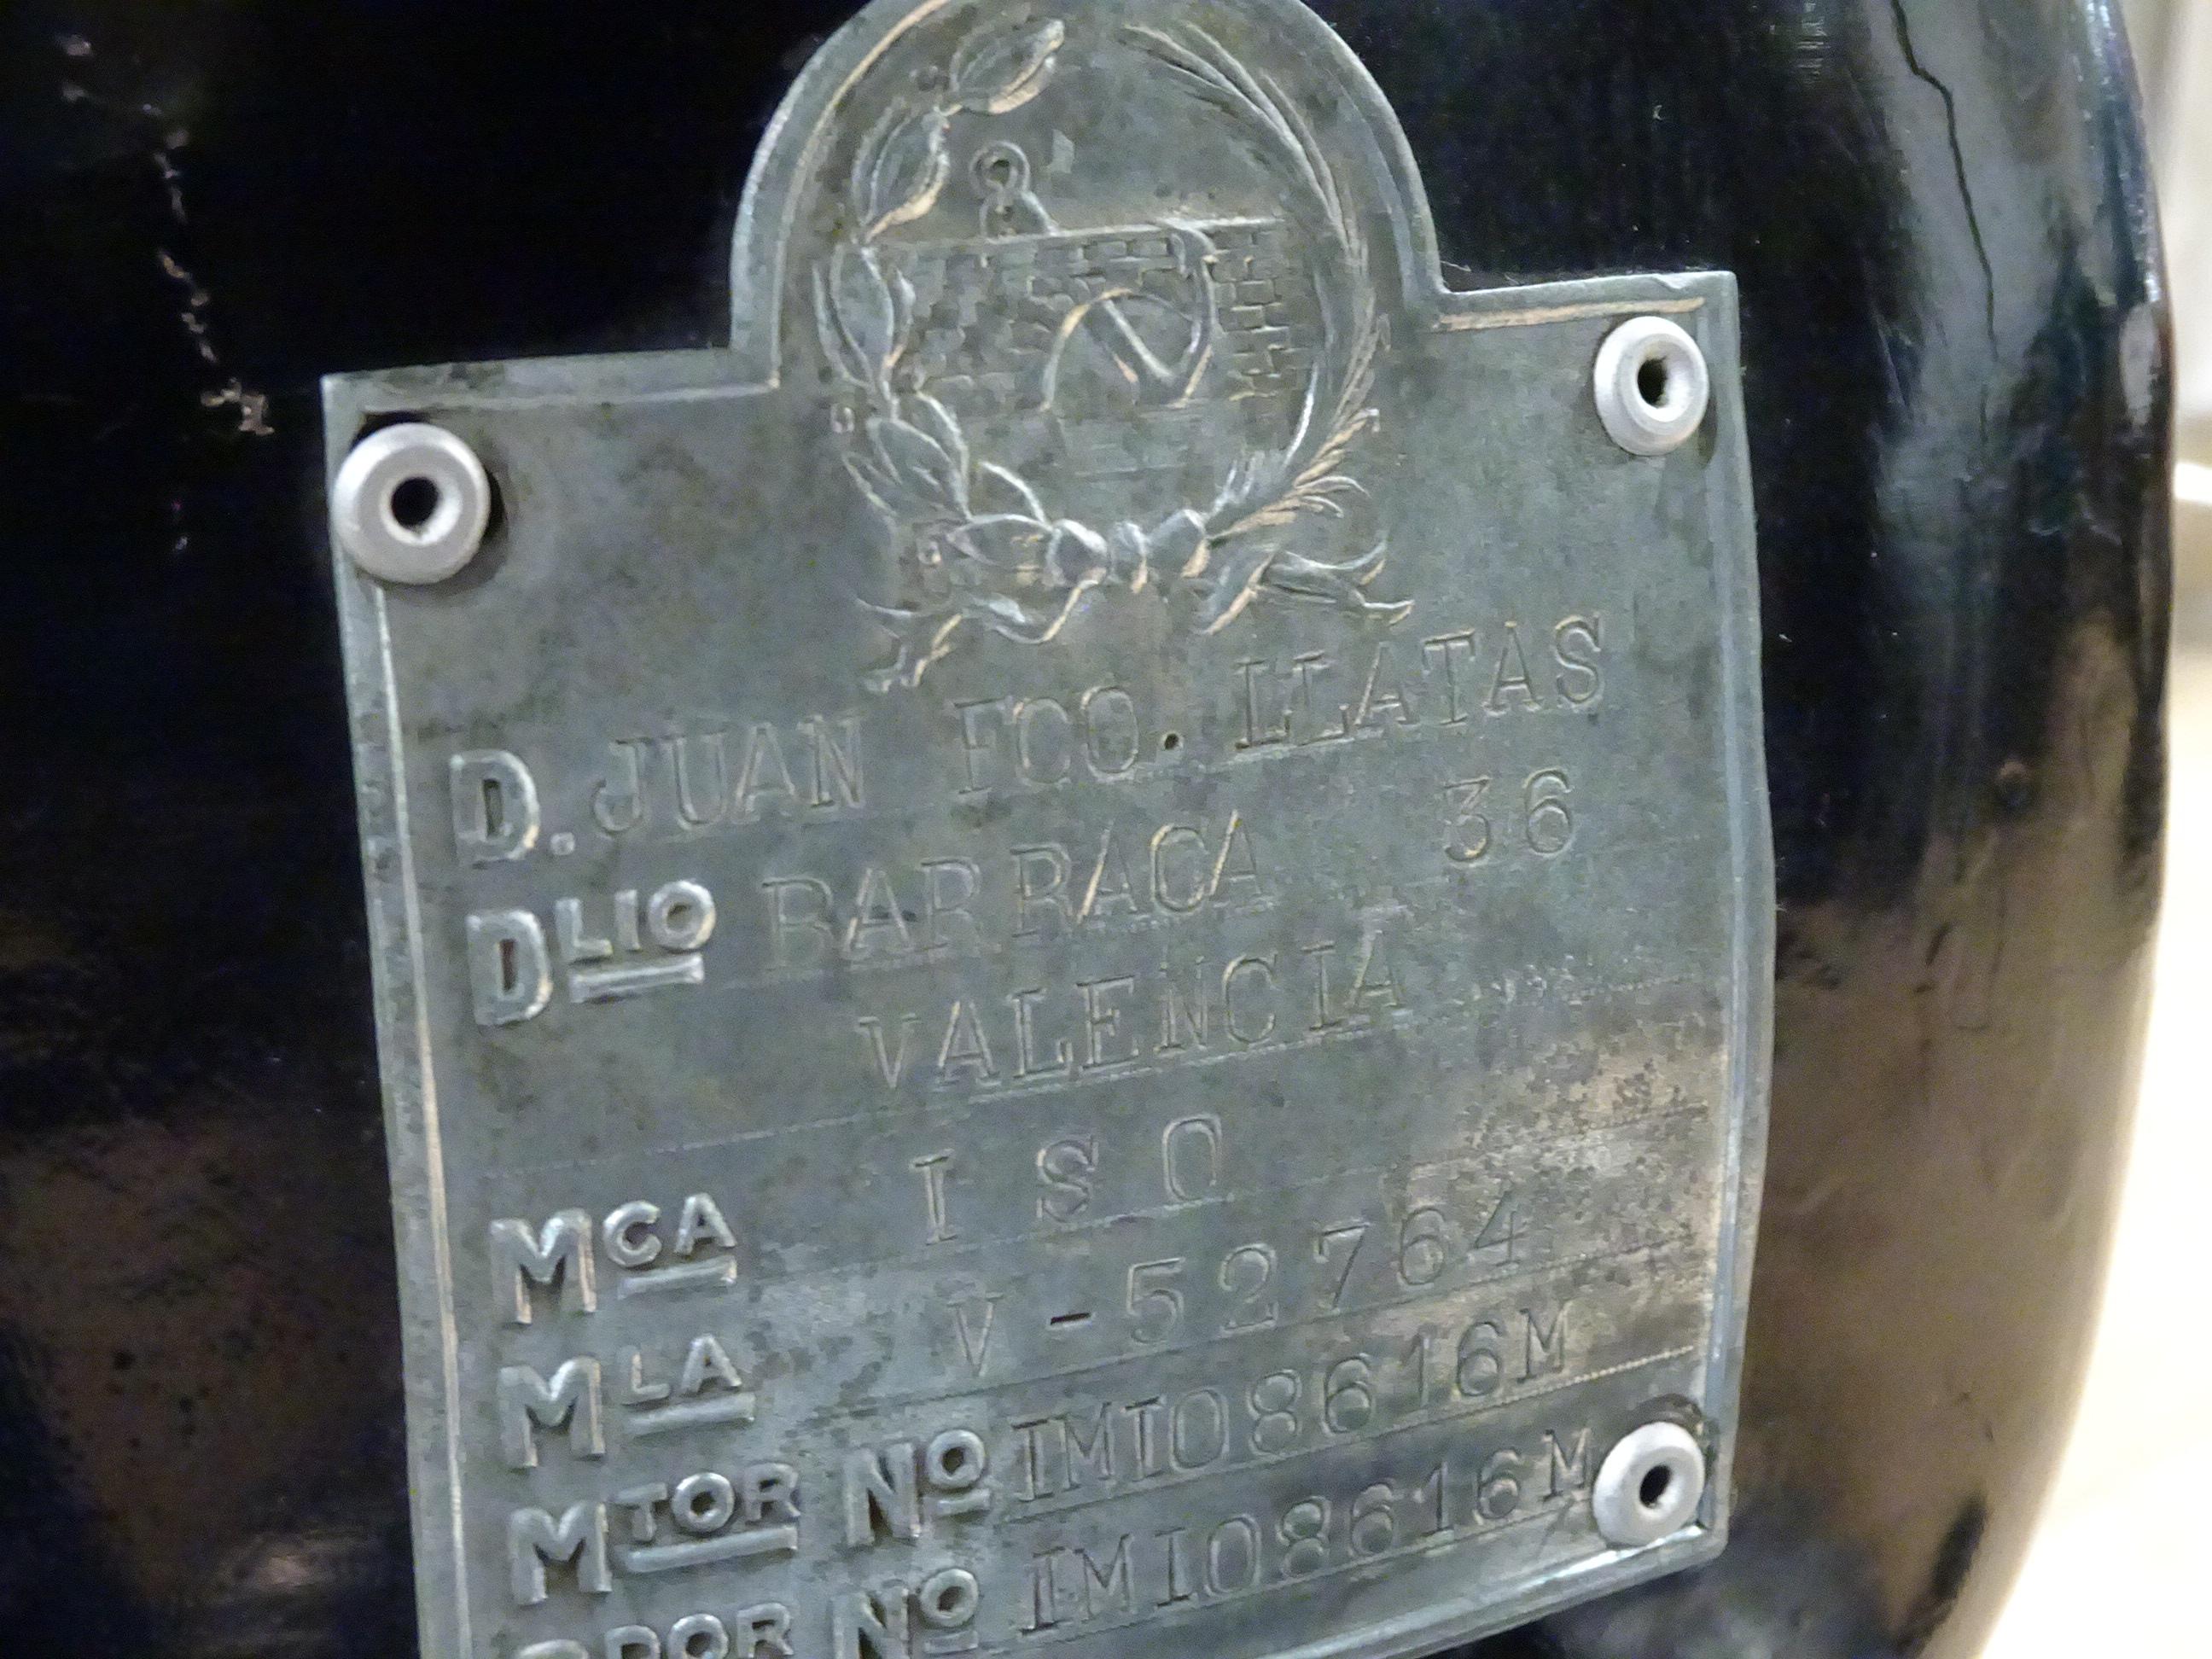 D. JUAN FCO. LLATAS
DLIO BARRACA 36
VALENCIA
MCA ISO
MLA V-52764
MTOR NO IMI08616M
NO IMI08616M